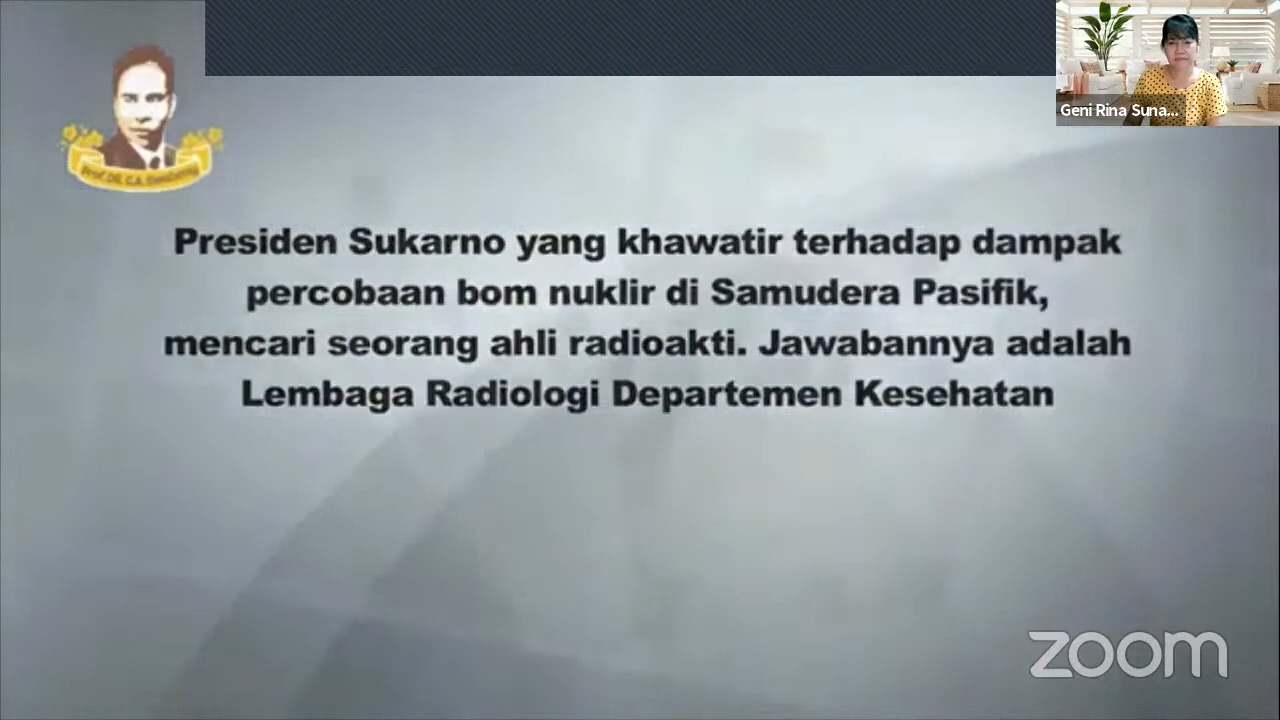 Geni Rina Suna...
Presiden Sukarno yang khawatir terhadap dampak
percobaan bom nuklir di Samudera Pasifik,
mencari seorang ahli radioakti. Jawabannya adalah
Lembaga Radiologi Departemen Kesehatan
zoom